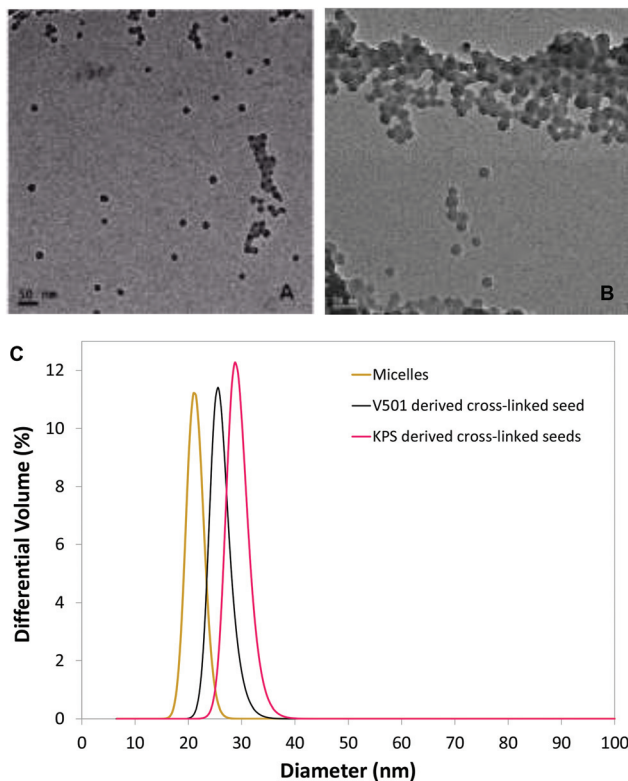 A
50 nm
B
C
Differential Volume (%)
12
10
8
6
4
2
0
Micelles
V501 derived cross-linked seed
KPS derived cross-linked seeds
0 10 20 30 40 50 60 70 80 90 100
Diameter (nm)